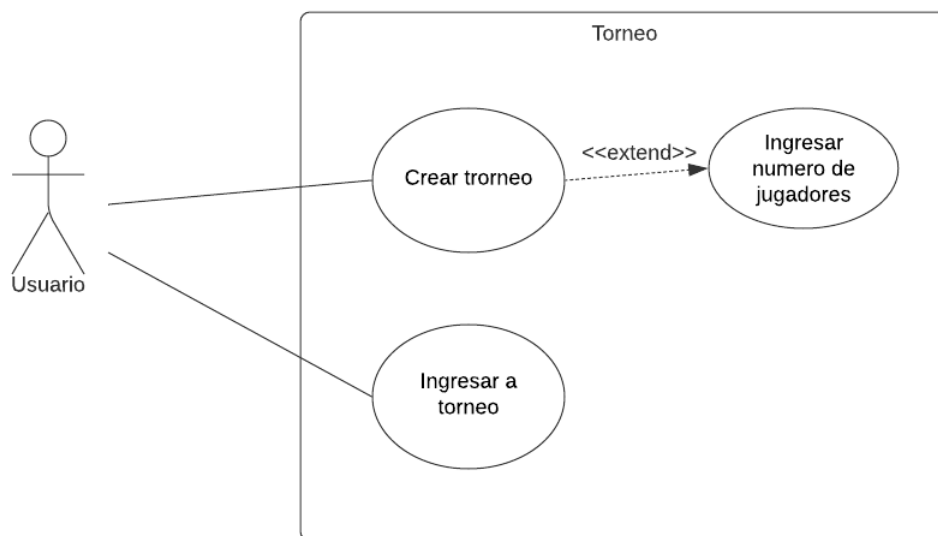 Torneo
Usuario
Crear trorneo
<<extend>>
Ingresar
numero de
jugadores
Ingresar a
torneo